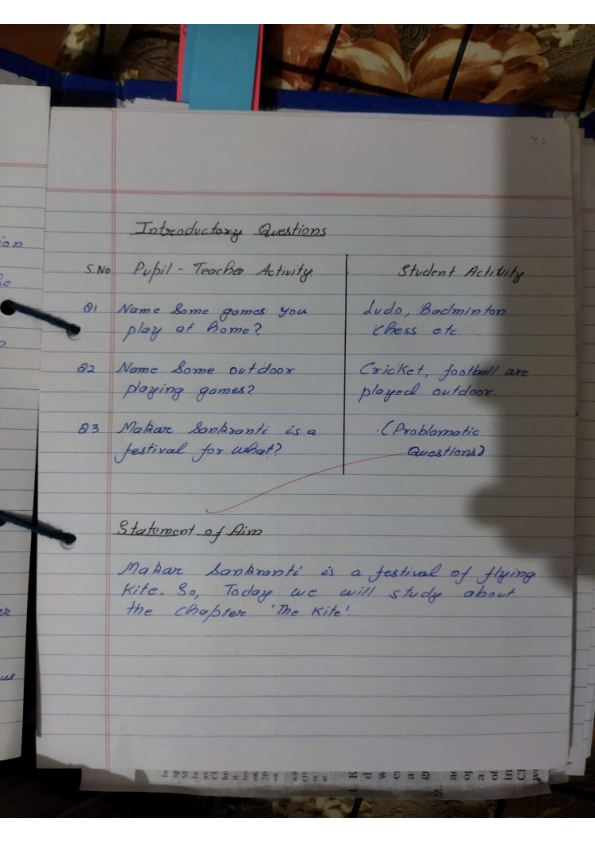 42
Introductory Questions
S.No Pupil - Teacher Activity Student Activity
Q1 Name Some games you Ludo, Badminton
play at home? Chess etc.
Q2 Name Some outdoor Cricket, football are
playing games? played outdoor.
Q3 Makar Sankranti is a (Problomatic
festival for what? Questions)
Statement of Aim
Makar Sankranti is a festival of flying
Kite. So, Today we will study about
the chapter 'The Kite'.